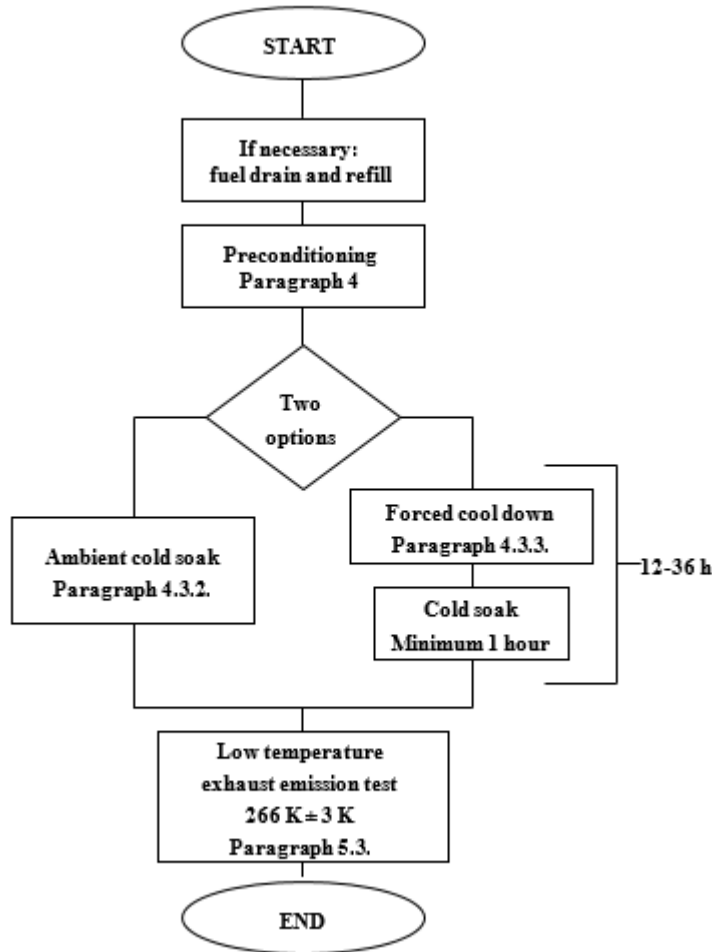 START
If necessary:
fuel drain and refill
Preconditioning
Paragraph 4
Two
options
Ambient cold soak
Paragraph 4.3.2.
Forced cool down
Paragraph 4.3.3.
Cold soak
Minimum 1 hour
12-36 h
Low temperature
exhaust emission test
266 K ± 3 K
Paragraph 5.3.
END